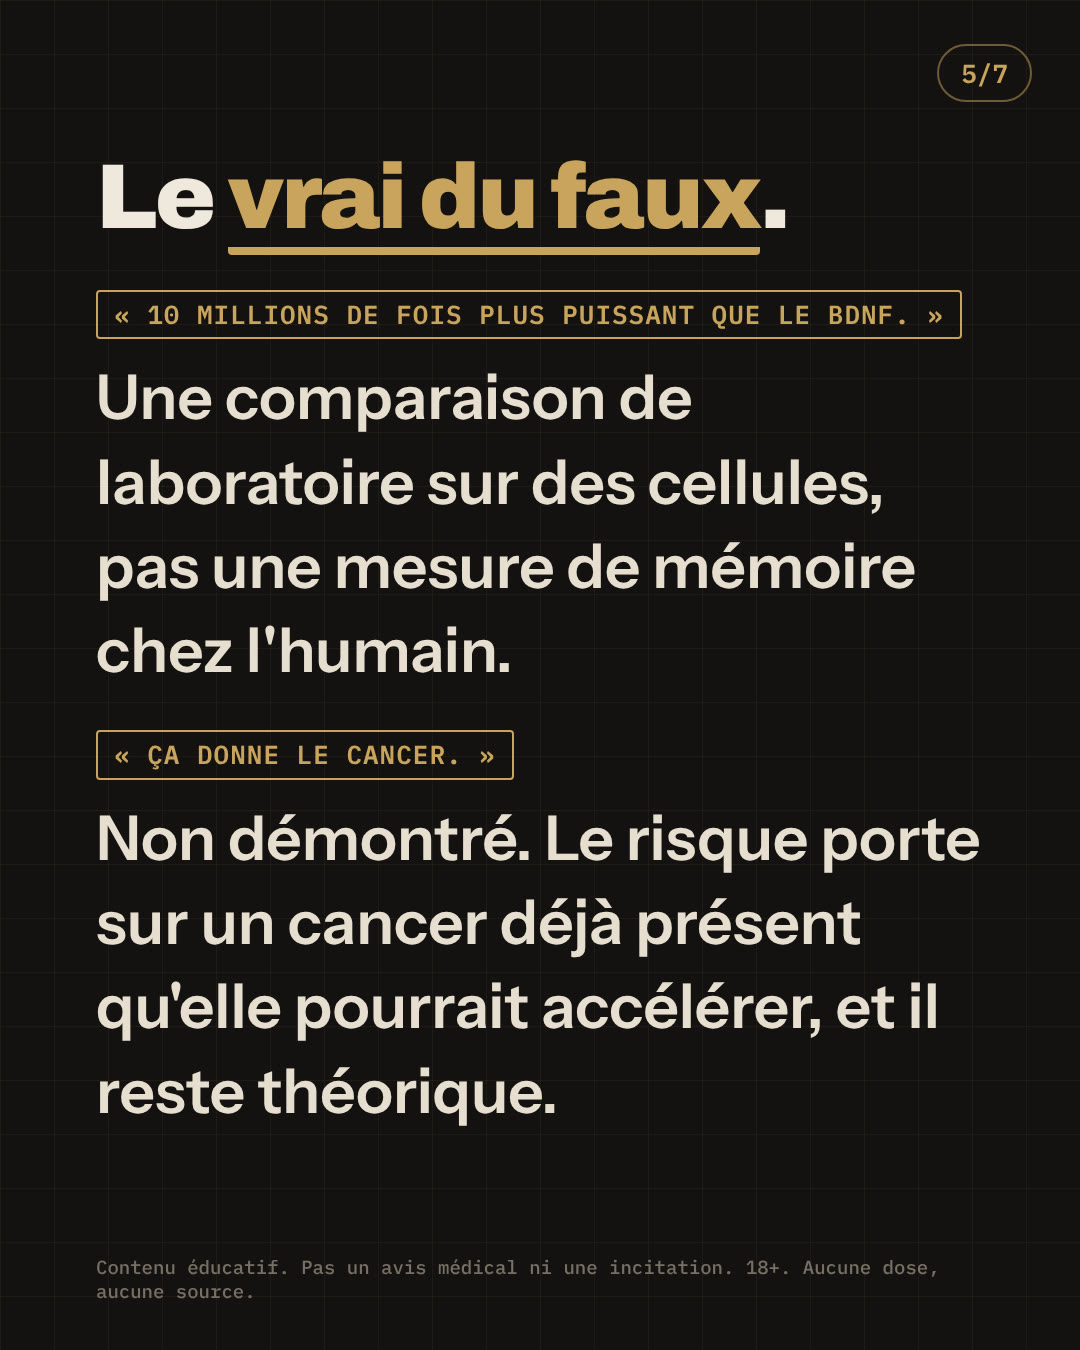 5/7
Le vrai du faux.
« 10 MILLIONS DE FOIS PLUS PUISSANT QUE LE BDNF. »
Une comparaison de
laboratoire sur des cellules,
pas une mesure de mémoire
chez l'humain.
« ÇA DONNE LE CANCER. »
Non démontré. Le risque porte
sur un cancer déjà présent
qu'elle pourrait accélérer, et il
reste théorique.
Contenu éducatif. Pas un avis médical ni une incitation. 18+. Aucune dose,
aucune source.